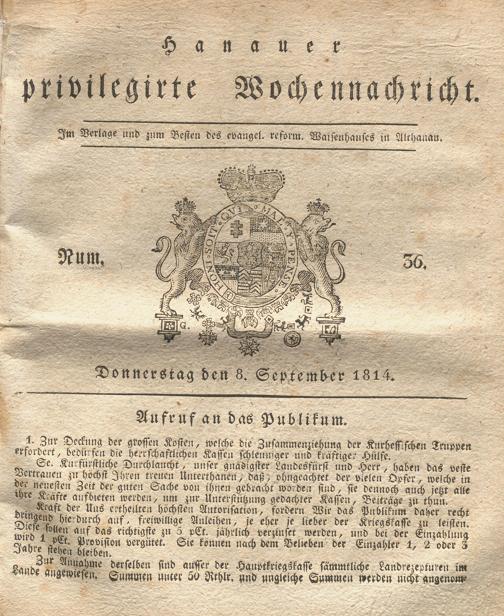 Hanauer
privilegirte Wochennachricht.
Im Verlage und zum Besten des evangel. reform. Waisenhauses in Althanau.
HONI SOIT QUI MAL Y PENSE
Num. 36.
G.
Donnerstag den 8. September 1814.
Aufruf an das Publikum.
1. Zur Deckung der grossen Kosten, welche die Zusammenziehung der Kurhessischen Truppen
erfordert, bedürfen die herrschaftlichen Kassen schleuniger und kräftiger Hülfe.
Se. Kurfürstliche Durchlaucht, unser gnädigster Landesfürst und Herr, haben das veste
Vertrauen zu Höchst Ihren treuen Unterthanen, daß, ohngeachtet der vielen Opfer, welche in
der neuesten Zeit der guten Sache von ihnen gebracht worden sind, sie dennoch auch jetzt alle
ihre Kräfte aufbieten werden, um zur Unterstützung gedachter Kassen, Beiträge zu thun.
Kraft der Uns ertheilten höchsten Autorisation, fordern Wir das Publikum daher recht
dringend hierdurch auf, freiwillige Anleihen, je eher je lieber der Kriegskasse zu leisten.
Diese sollen auf das richtigste zu 5 pCt. jährlich verzinset werden, und bei der Einzahlung
wird 1 pCt. Provision vergütet. Sie können nach dem Belieben der Einzahler 1, 2 oder 3
Jahre stehen bleiben.
Zur Annahme derselben sind ausser der Hauptkriegskasse sämmtliche Landrezepturen im
Lande angewiesen. Summen unter 50 Rthlr. und ungleiche Summen werden nicht angenom-